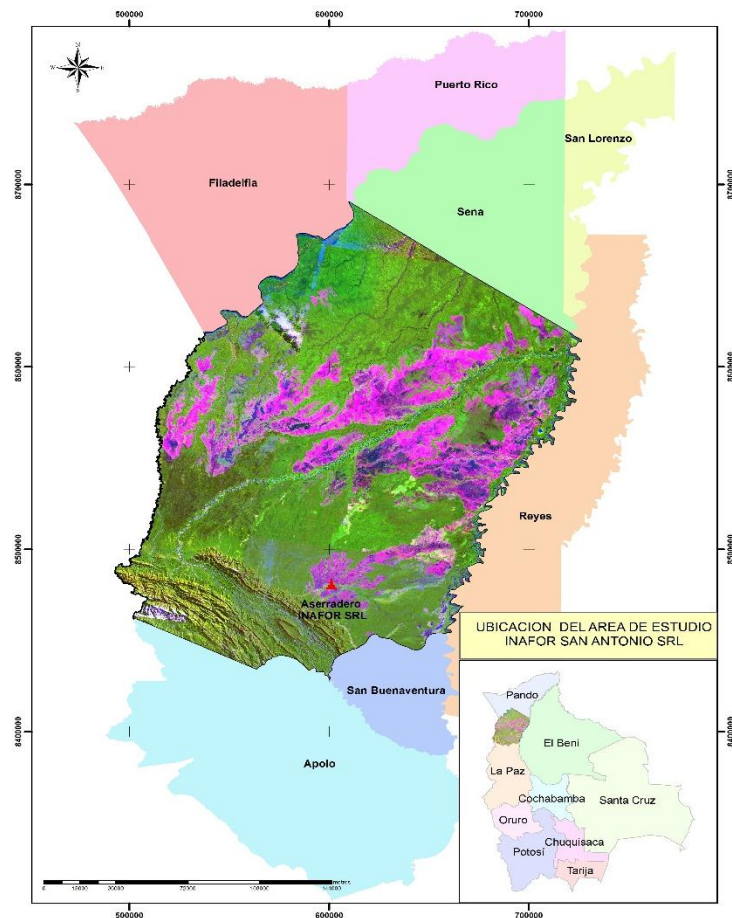 500000 600000 700000
N
W E
S
Puerto Rico
San Lorenzo
Filadelfia
8700000 8700000
Sena
8600000 8600000
Reyes
8500000 8500000
Aserradero
INAFOR SRL
UBICACION DEL AREA DE ESTUDIO
INAFOR SAN ANTONIO SRL
San Buenaventura
Pando
8400000 8400000
El Beni
Apolo
La Paz
Cochabamba
Santa Cruz
Oruro
Chuquisaca
Potosí
Tarija
0
500000 600000 700000